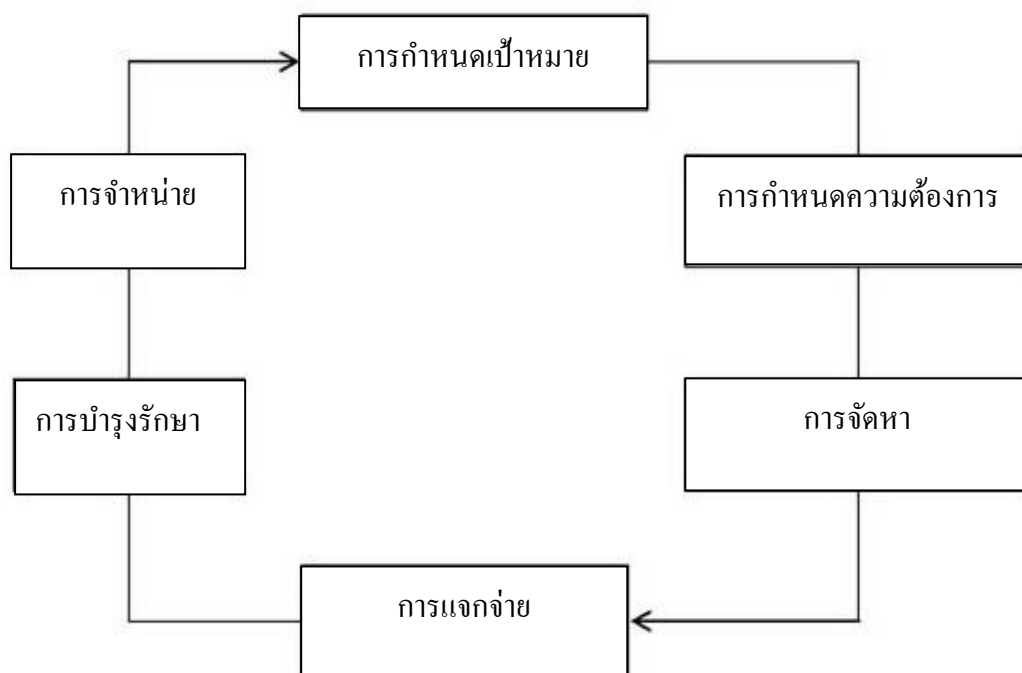 การกำหนดเป้าหมาย
การจำหน่าย
การกำหนดความต้องการ
การบำรุงรักษา
การจัดหา
การแจกจ่าย